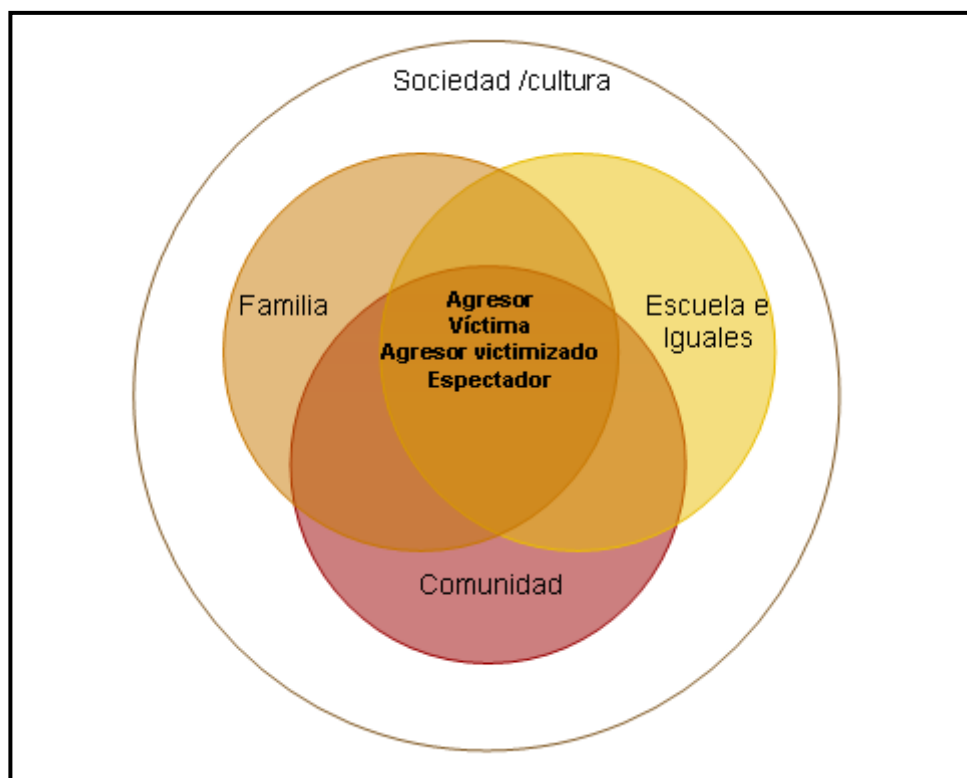 Sociedad /cultura
Familia
Agresor
Víctima
Agresor victimizado
Espectador
Escuela e
Iguales
Comunidad